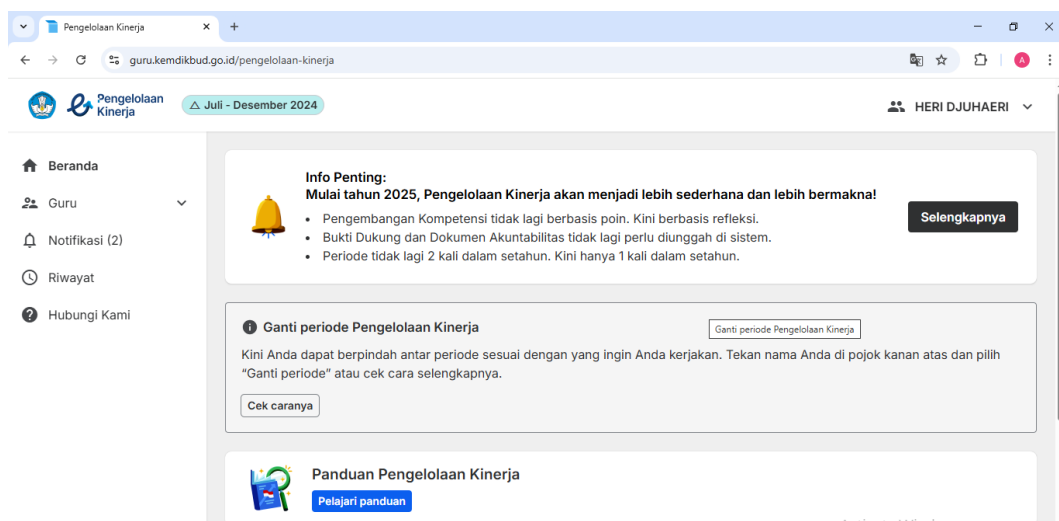 Pengelolaan Kinerja
guru.kemdikbud.go.id/pengelolaan-kinerja
A
Pengelolaan
Kinerja
Juli - Desember 2024
HERI DJUHAERI
Beranda
Guru
Notifikasi (2)
Riwayat
Hubungi Kami
Info Penting:
Mulai tahun 2025, Pengelolaan Kinerja akan menjadi lebih sederhana dan lebih bermakna!
• Pengembangan Kompetensi tidak lagi berbasis poin. Kini berbasis refleksi.
• Bukti Dukung dan Dokumen Akuntabilitas tidak lagi perlu diunggah di sistem.
• Periode tidak lagi 2 kali dalam setahun. Kini hanya 1 kali dalam setahun.
Selengkapnya
Ganti periode Pengelolaan Kinerja
Ganti periode Pengelolaan Kinerja
Kini Anda dapat berpindah antar periode sesuai dengan yang ingin Anda kerjakan. Tekan nama Anda di pojok kanan atas dan pilih
“Ganti periode” atau cek cara selengkapnya.
Cek caranya
Panduan Pengelolaan Kinerja
Pelajari panduan